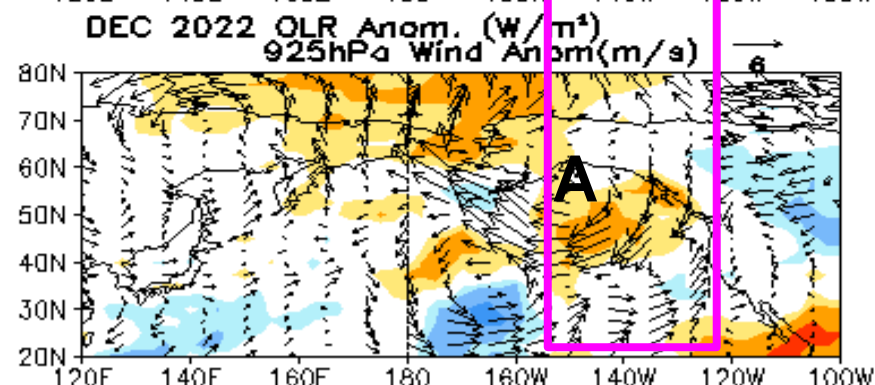 DEC 2022 OLR Anom. (W/m²)
925hPa Wind Anom(m/s)
6
80N
70N
60N
A
50N
40N
30N
20N
120E 140E 160E 180 160W 140W 120W 100W